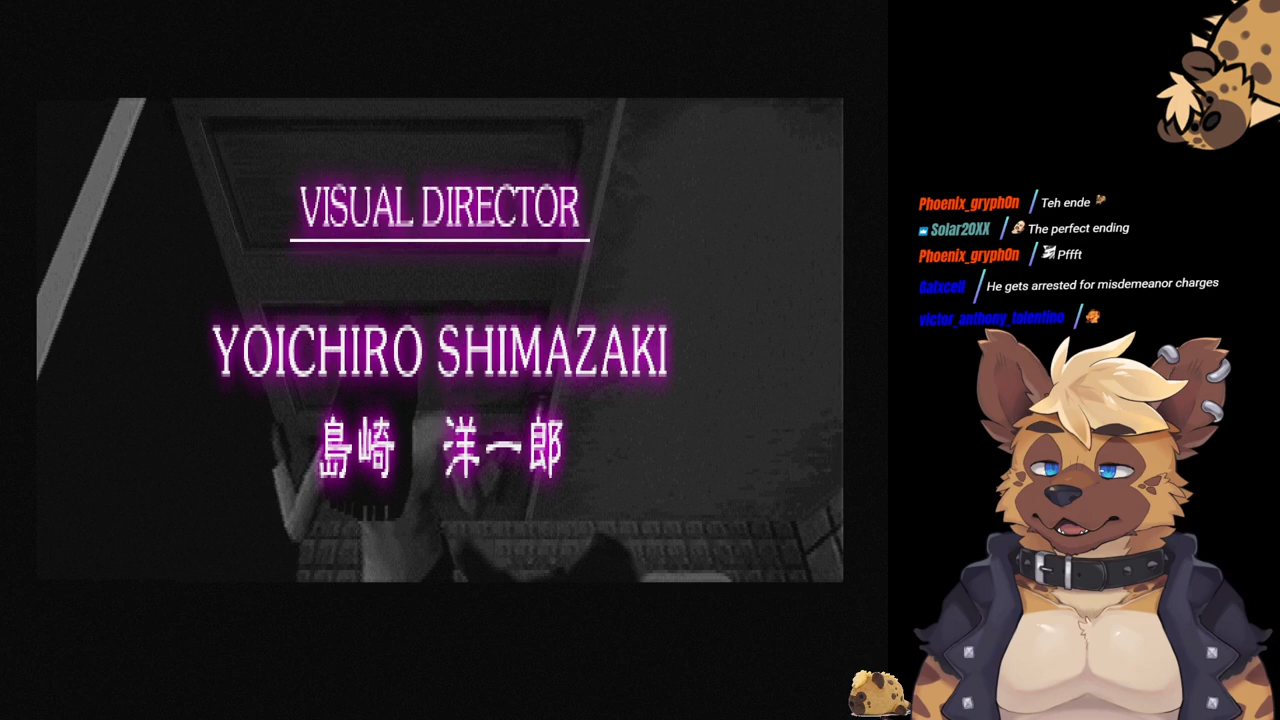 VISUAL DIRECTOR
YOICHIRO SHIMAZAKI
島崎 洋一郎
Phoenix_gryph0n / Teh ende
Solar20XX / The perfect ending
Phoenix_gryph0n / Pffft
/ He gets arrested for misdemeanor charges
victor_anthony_tolentino /